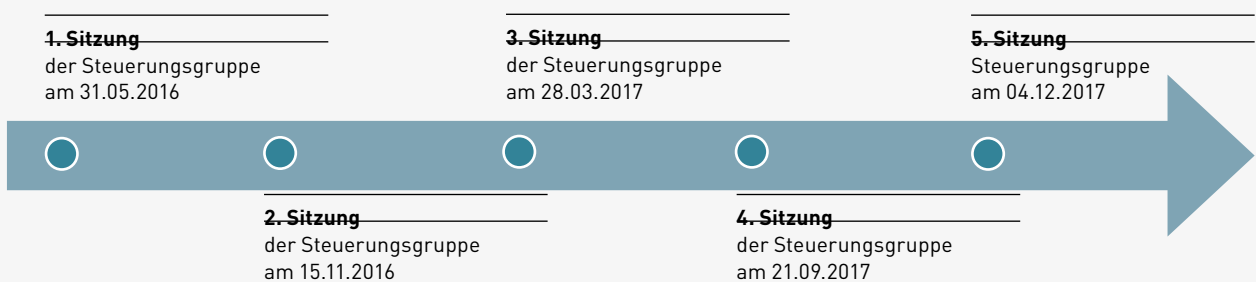 1. Sitzung
der Steuerungsgruppe
am 31.05.2016
3. Sitzung
der Steuerungsgruppe
am 28.03.2017
5. Sitzung
Steuerungsgruppe
am 04.12.2017
2. Sitzung
der Steuerungsgruppe
am 15.11.2016
4. Sitzung
der Steuerungsgruppe
am 21.09.2017